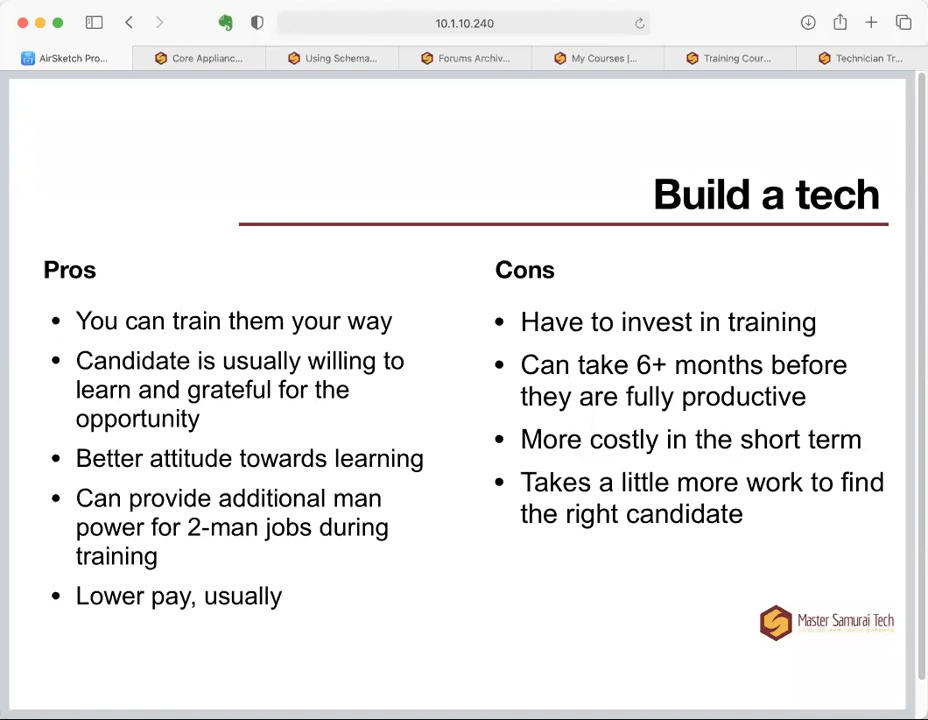 10.1.10.240
AirSketch Pro...
Core Applianc...
Using Schema...
Forums Archiv...
My Courses |...
Training Cour...
Technician Tr...
Build a tech
Pros
• You can train them your way
• Candidate is usually willing to
learn and grateful for the
opportunity
• Better attitude towards learning
• Can provide additional man
power for 2-man jobs during
training
• Lower pay, usually
Cons
• Have to invest in training
• Can take 6+ months before
they are fully productive
• More costly in the short term
• Takes a little more work to find
the right candidate
Master Samurai Tech